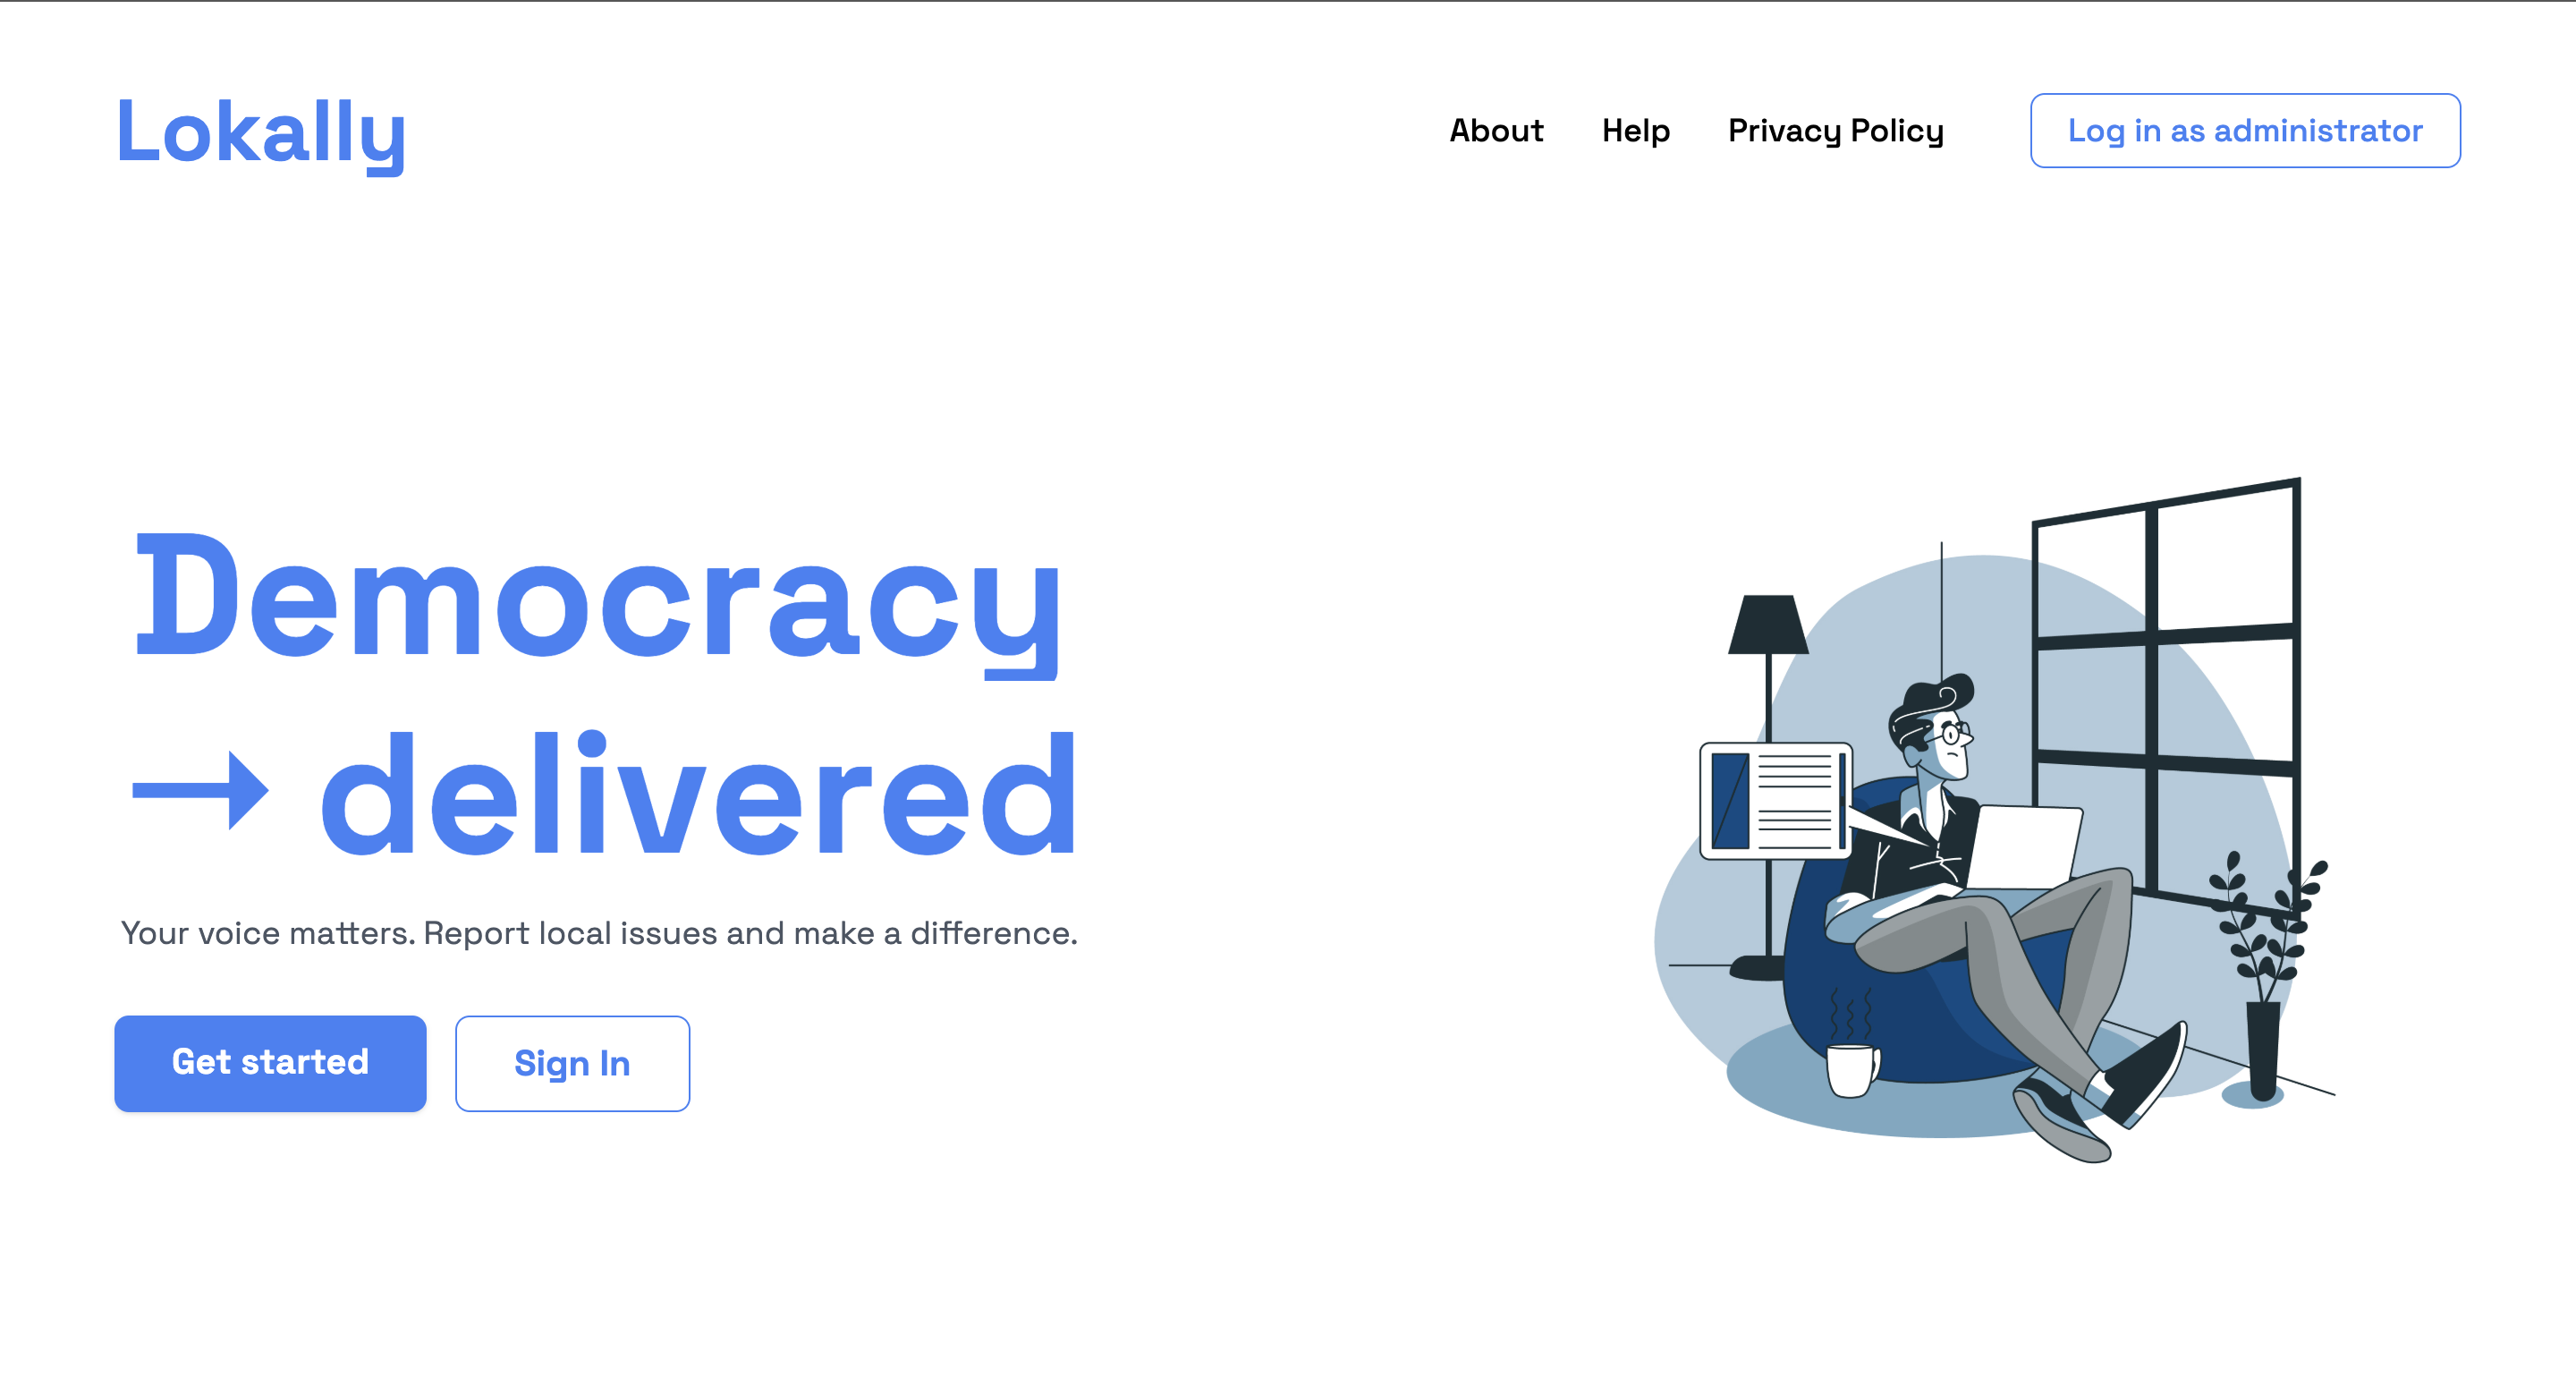 Lokally
About Help Privacy Policy Log in as administrator
Democracy
→ delivered
Your voice matters. Report local issues and make a difference.
Get started Sign In